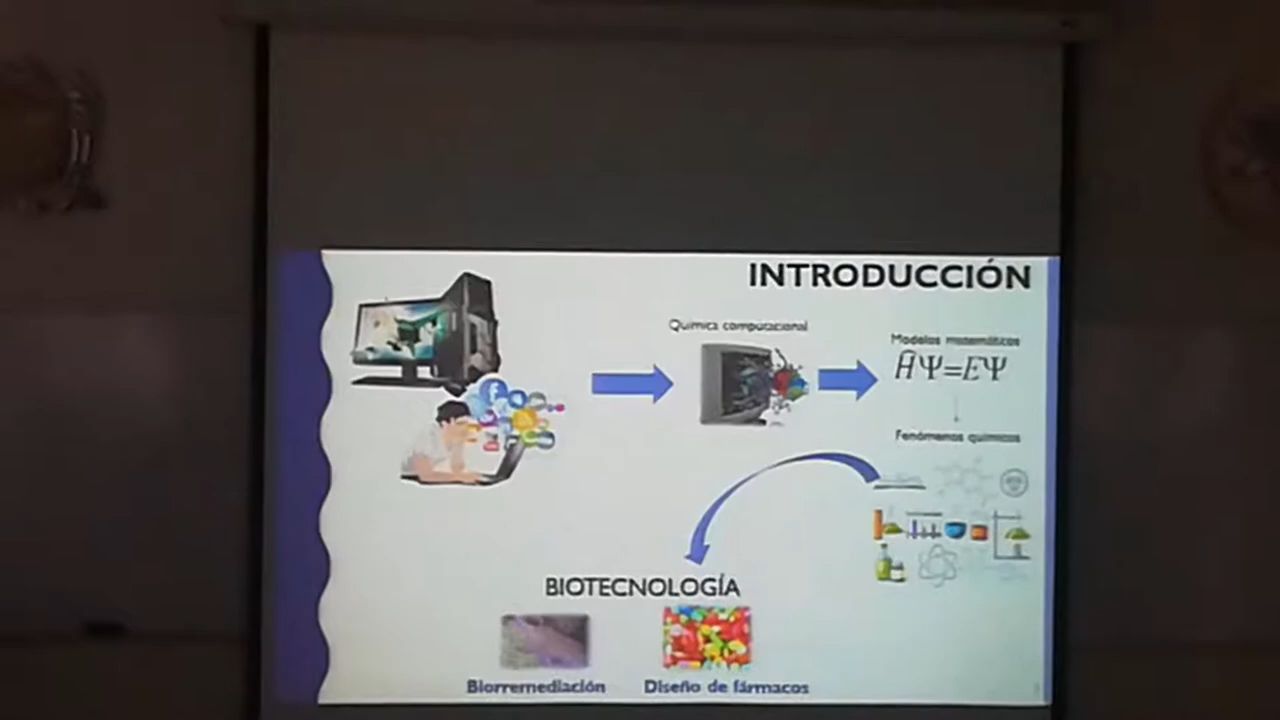 INTRODUCCIÓN
Química computacional
Modelos matemáticos
ĤΨ=EΨ
Fenómenos químicos
BIOTECNOLOGÍA
Biorremediación
Diseño de fármacos